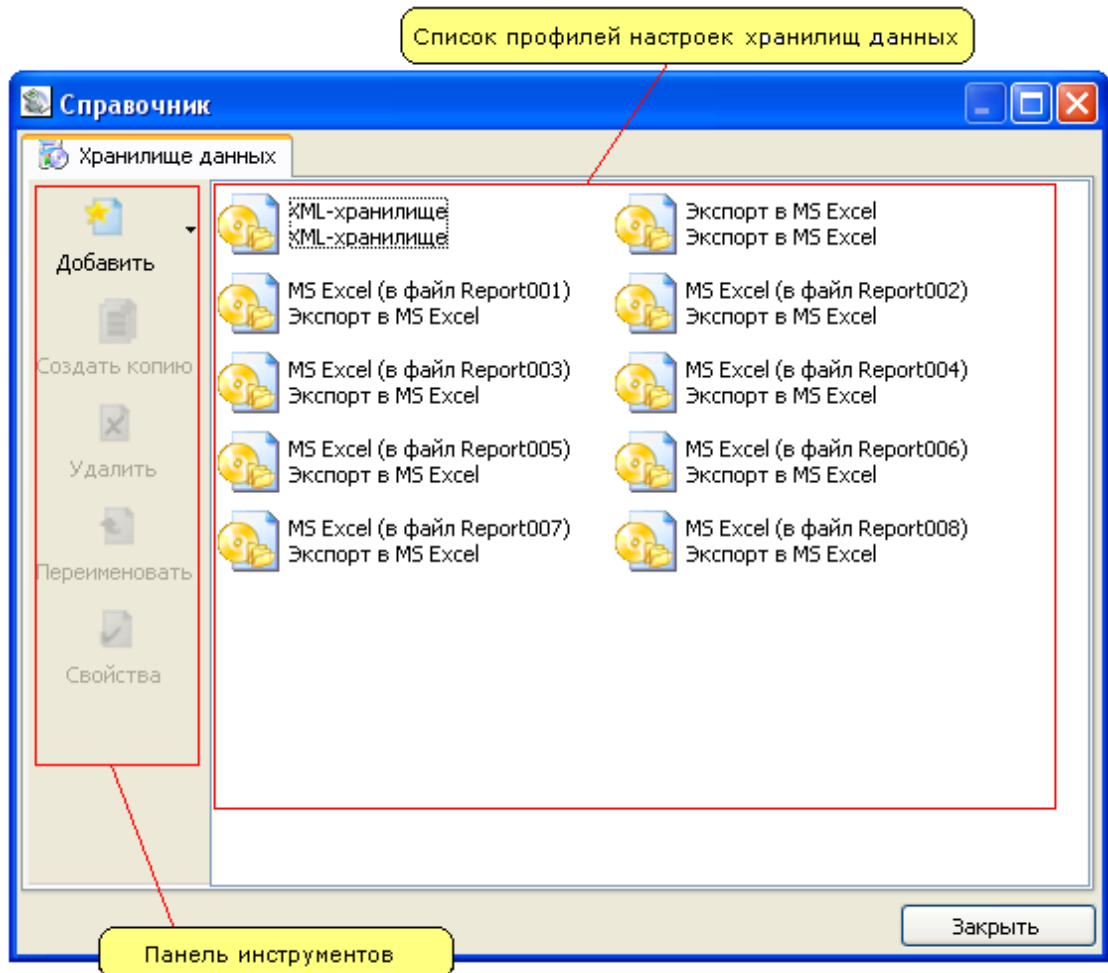 Список профилей настроек хранилищ данных
Справочник
Хранилище данных
Добавить
Создать копию
Удалить
Переименовать
Свойства
XML-хранилище
XML-хранилище
Экспорт в MS Excel
Экспорт в MS Excel
MS Excel (в файл Report001)
Экспорт в MS Excel
MS Excel (в файл Report002)
Экспорт в MS Excel
MS Excel (в файл Report003)
Экспорт в MS Excel
MS Excel (в файл Report004)
Экспорт в MS Excel
MS Excel (в файл Report005)
Экспорт в MS Excel
MS Excel (в файл Report006)
Экспорт в MS Excel
MS Excel (в файл Report007)
Экспорт в MS Excel
MS Excel (в файл Report008)
Экспорт в MS Excel
Закрыть
Панель инструментов